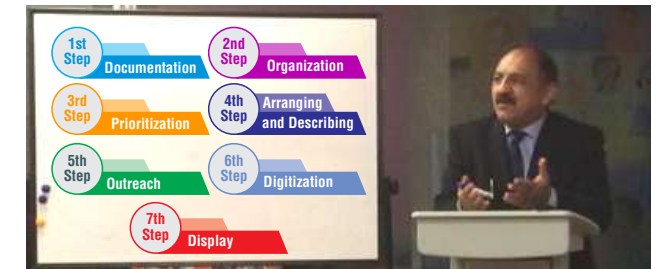 1st
Step
Documentation
2nd
Step
Organization
3rd
Step
Prioritization
4th
Step
Arranging
and Describing
5th
Step
Outreach
6th
Step
Digitization
7th
Step
Display